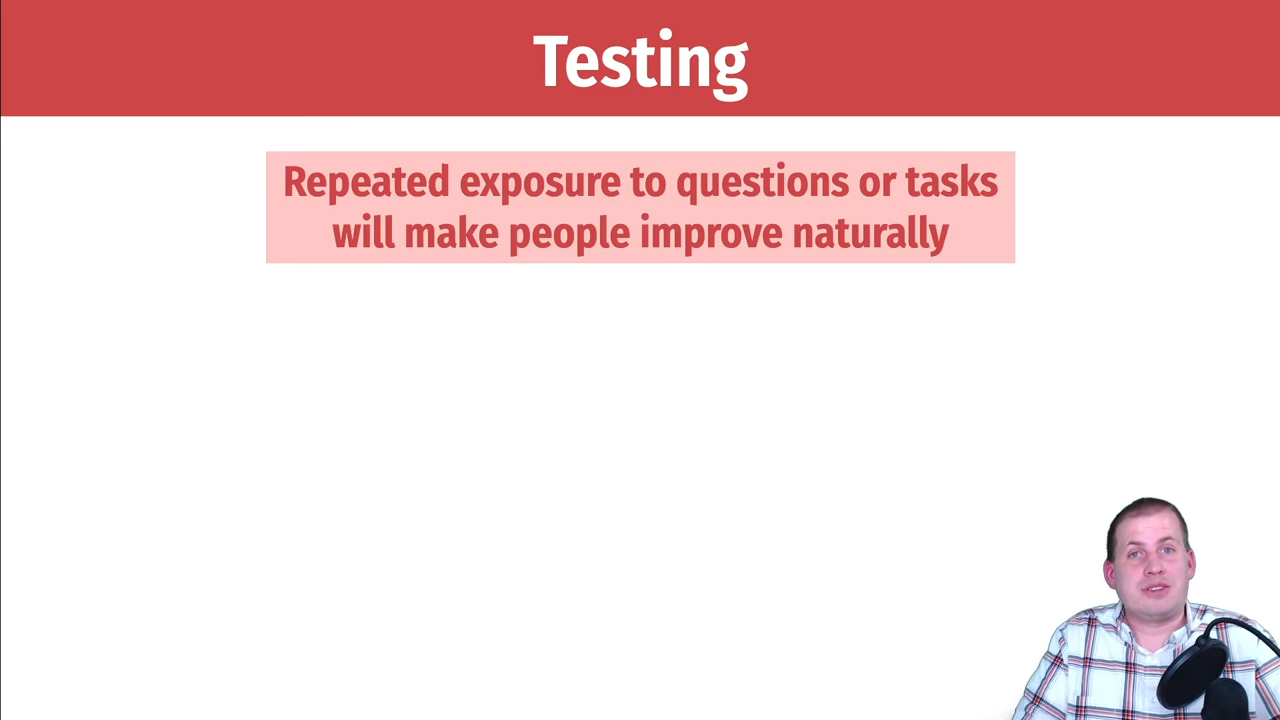 Testing
Repeated exposure to questions or tasks
will make people improve naturally